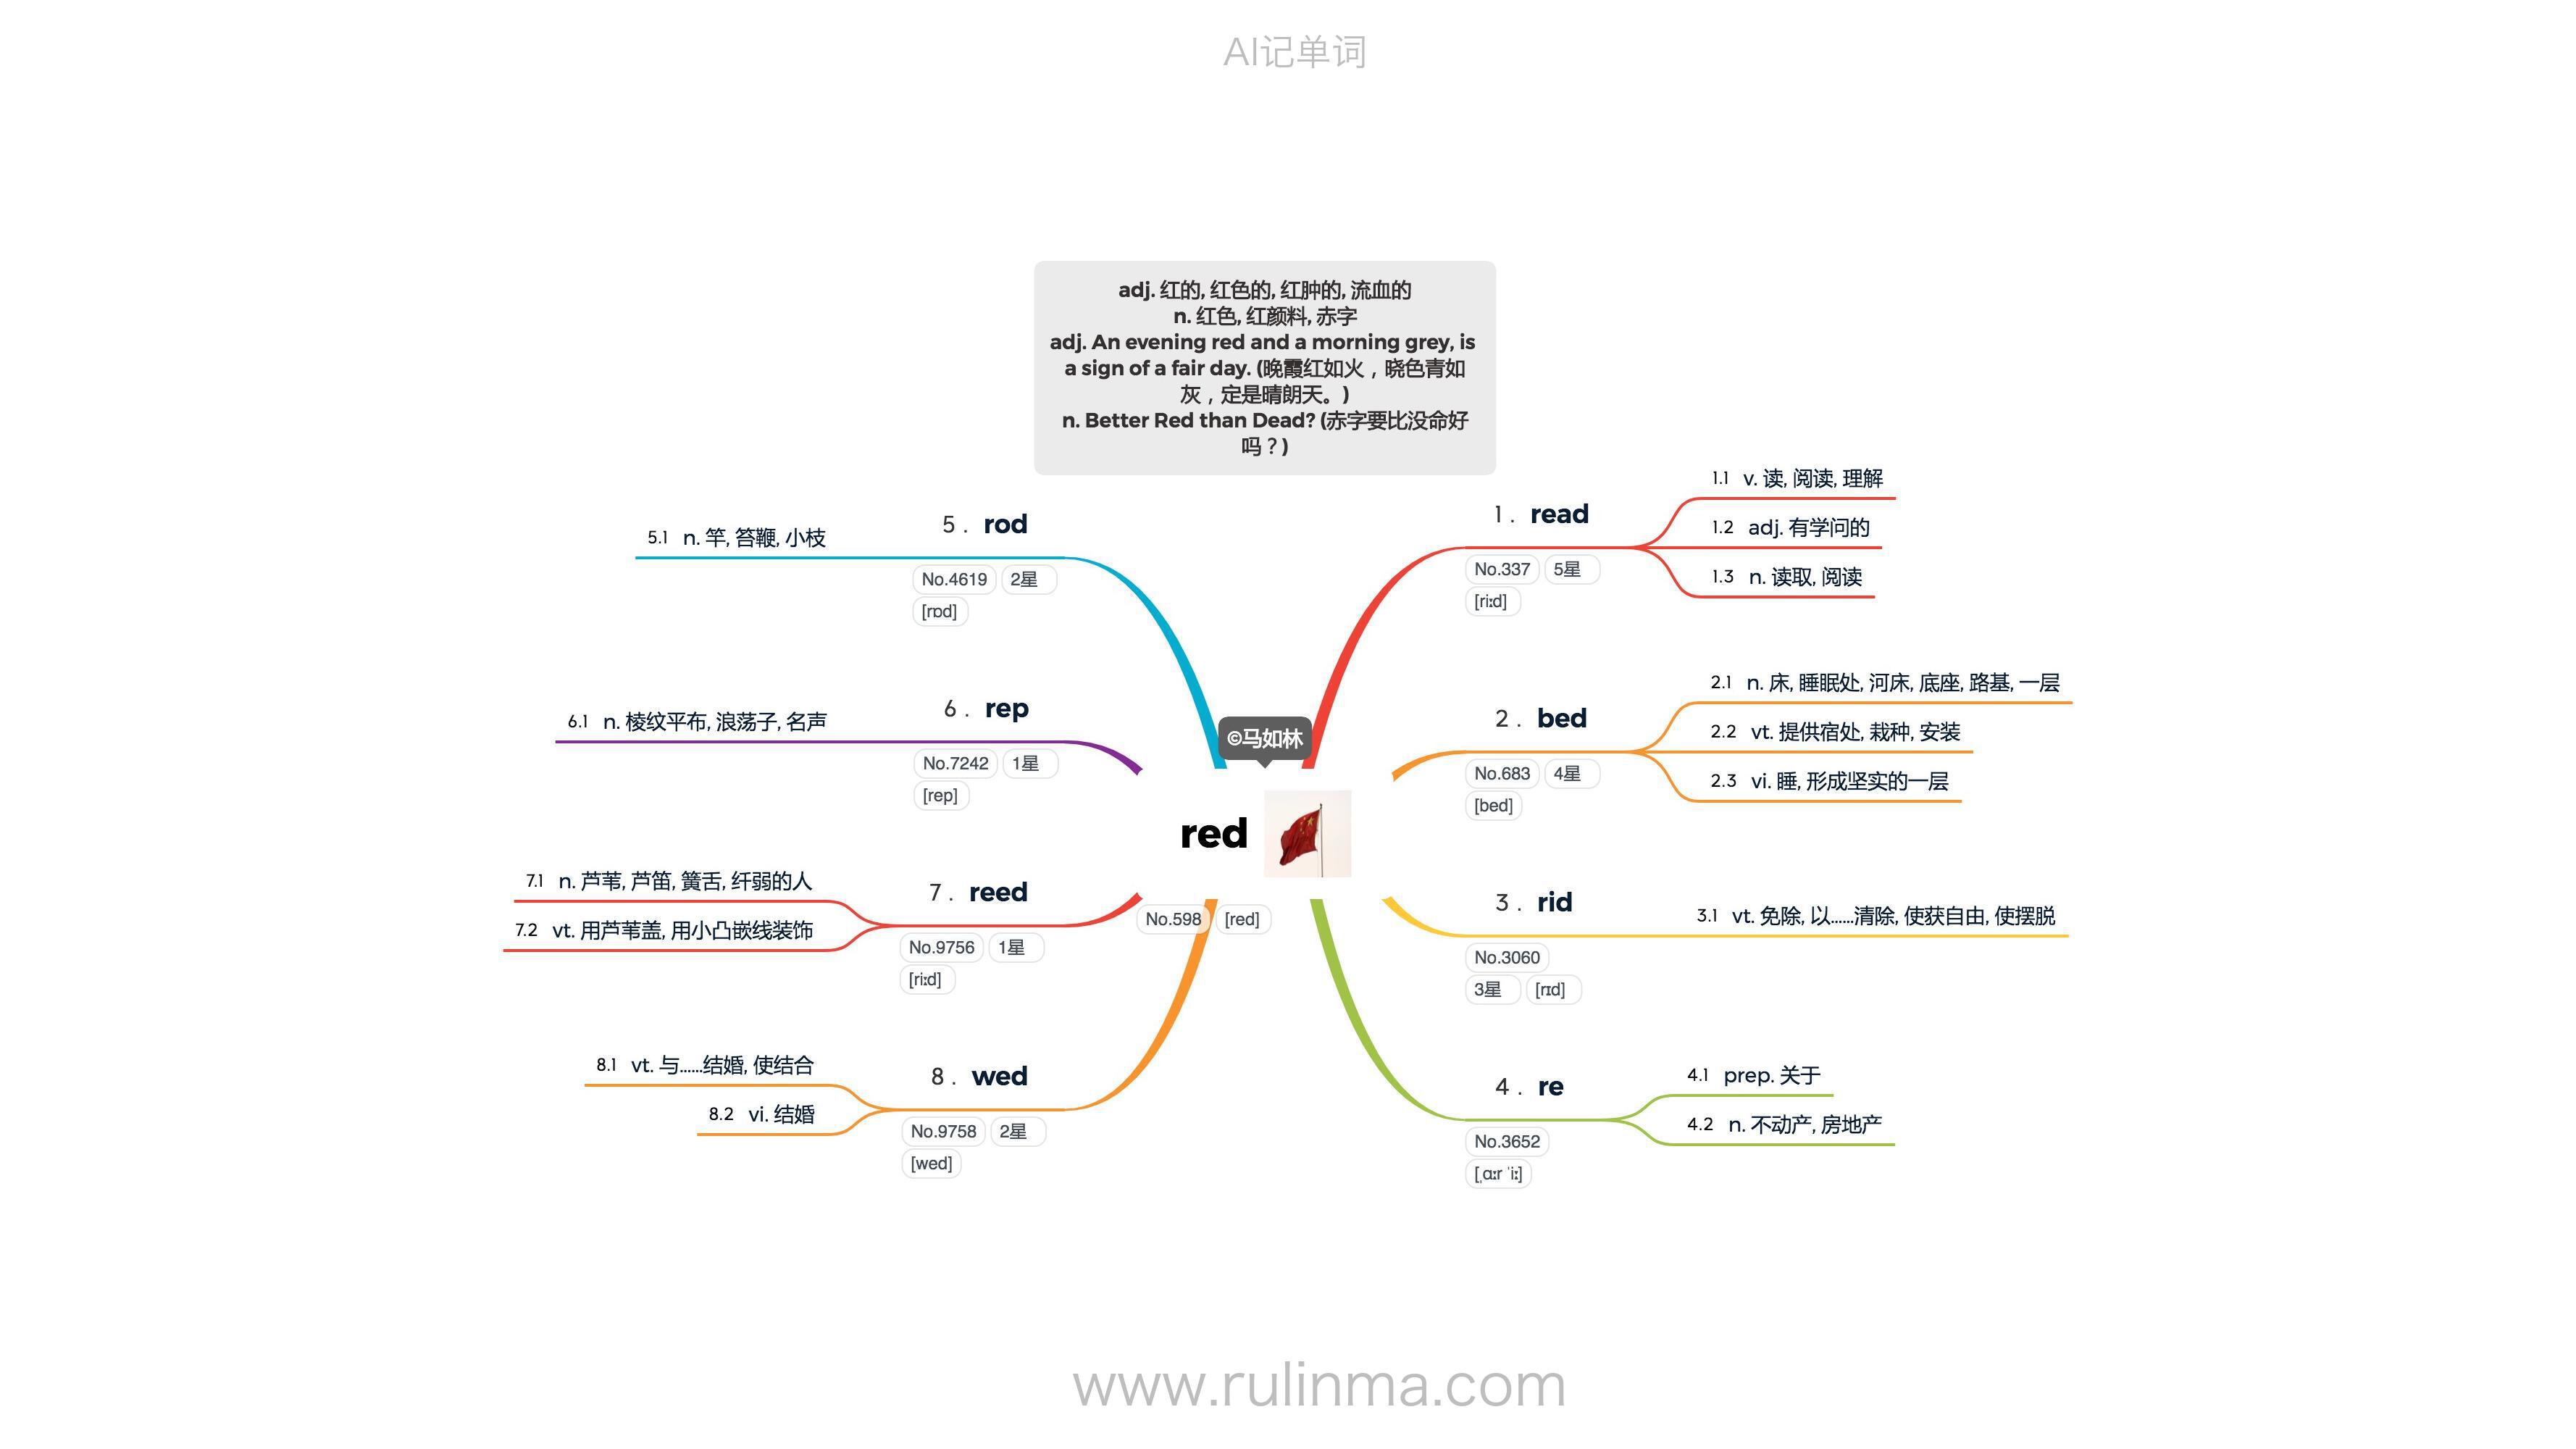 AI记单词
adj. 红的, 红色的, 红肿的, 流血的
n. 红色, 红颜料, 赤字
adj. An evening red and a morning grey, is
a sign of a fair day. (晚霞红如火，晓色青如
灰，定是晴朗天。)
n. Better Red than Dead? (赤字要比没命好
吗？)
©马如林
red
No.598 [red]
1. read
No.337 5星
[riːd]
1.1 v. 读, 阅读, 理解
1.2 adj. 有学问的
1.3 n. 读取, 阅读
2. bed
No.683 4星
[bed]
2.1 n. 床, 睡眠处, 河床, 底座, 路基, 一层
2.2 vt. 提供宿处, 栽种, 安装
2.3 vi. 睡, 形成坚实的一层
3. rid
No.3060
3星 [rɪd]
3.1 vt. 免除, 以......清除, 使获自由, 使摆脱
4. re
No.3652
[ˌɑːr ˈiː]
4.1 prep. 关于
4.2 n. 不动产, 房地产
5. rod
No.4619 2星
[rɒd]
5.1 n. 竿, 笞鞭, 小枝
6. rep
No.7242 1星
[rep]
6.1 n. 棱纹平布, 浪荡子, 名声
7. reed
No.9756 1星
[riːd]
7.1 n. 芦苇, 芦笛, 簧舌, 纤弱的人
7.2 vt. 用芦苇盖, 用小凸嵌线装饰
8. wed
No.9758 2星
[wed]
8.1 vt. 与......结婚, 使结合
8.2 vi. 结婚
www.rulinma.com